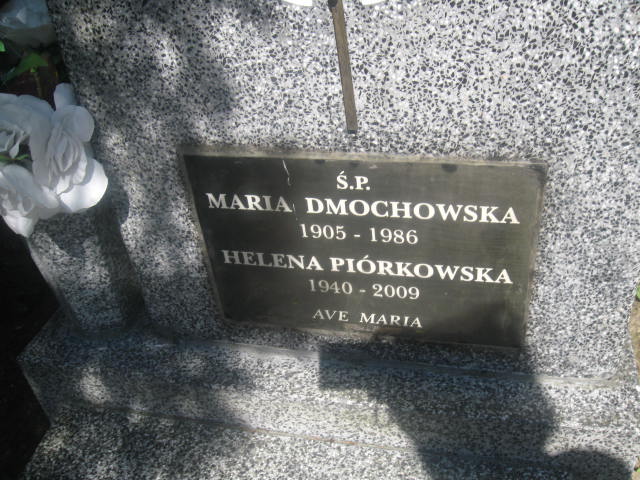 Ś.P.
MARIA DMOCHOWSKA
1905 - 1986
HELENA PIÓRKOWSKA
1940 - 2009
AVE MARIA